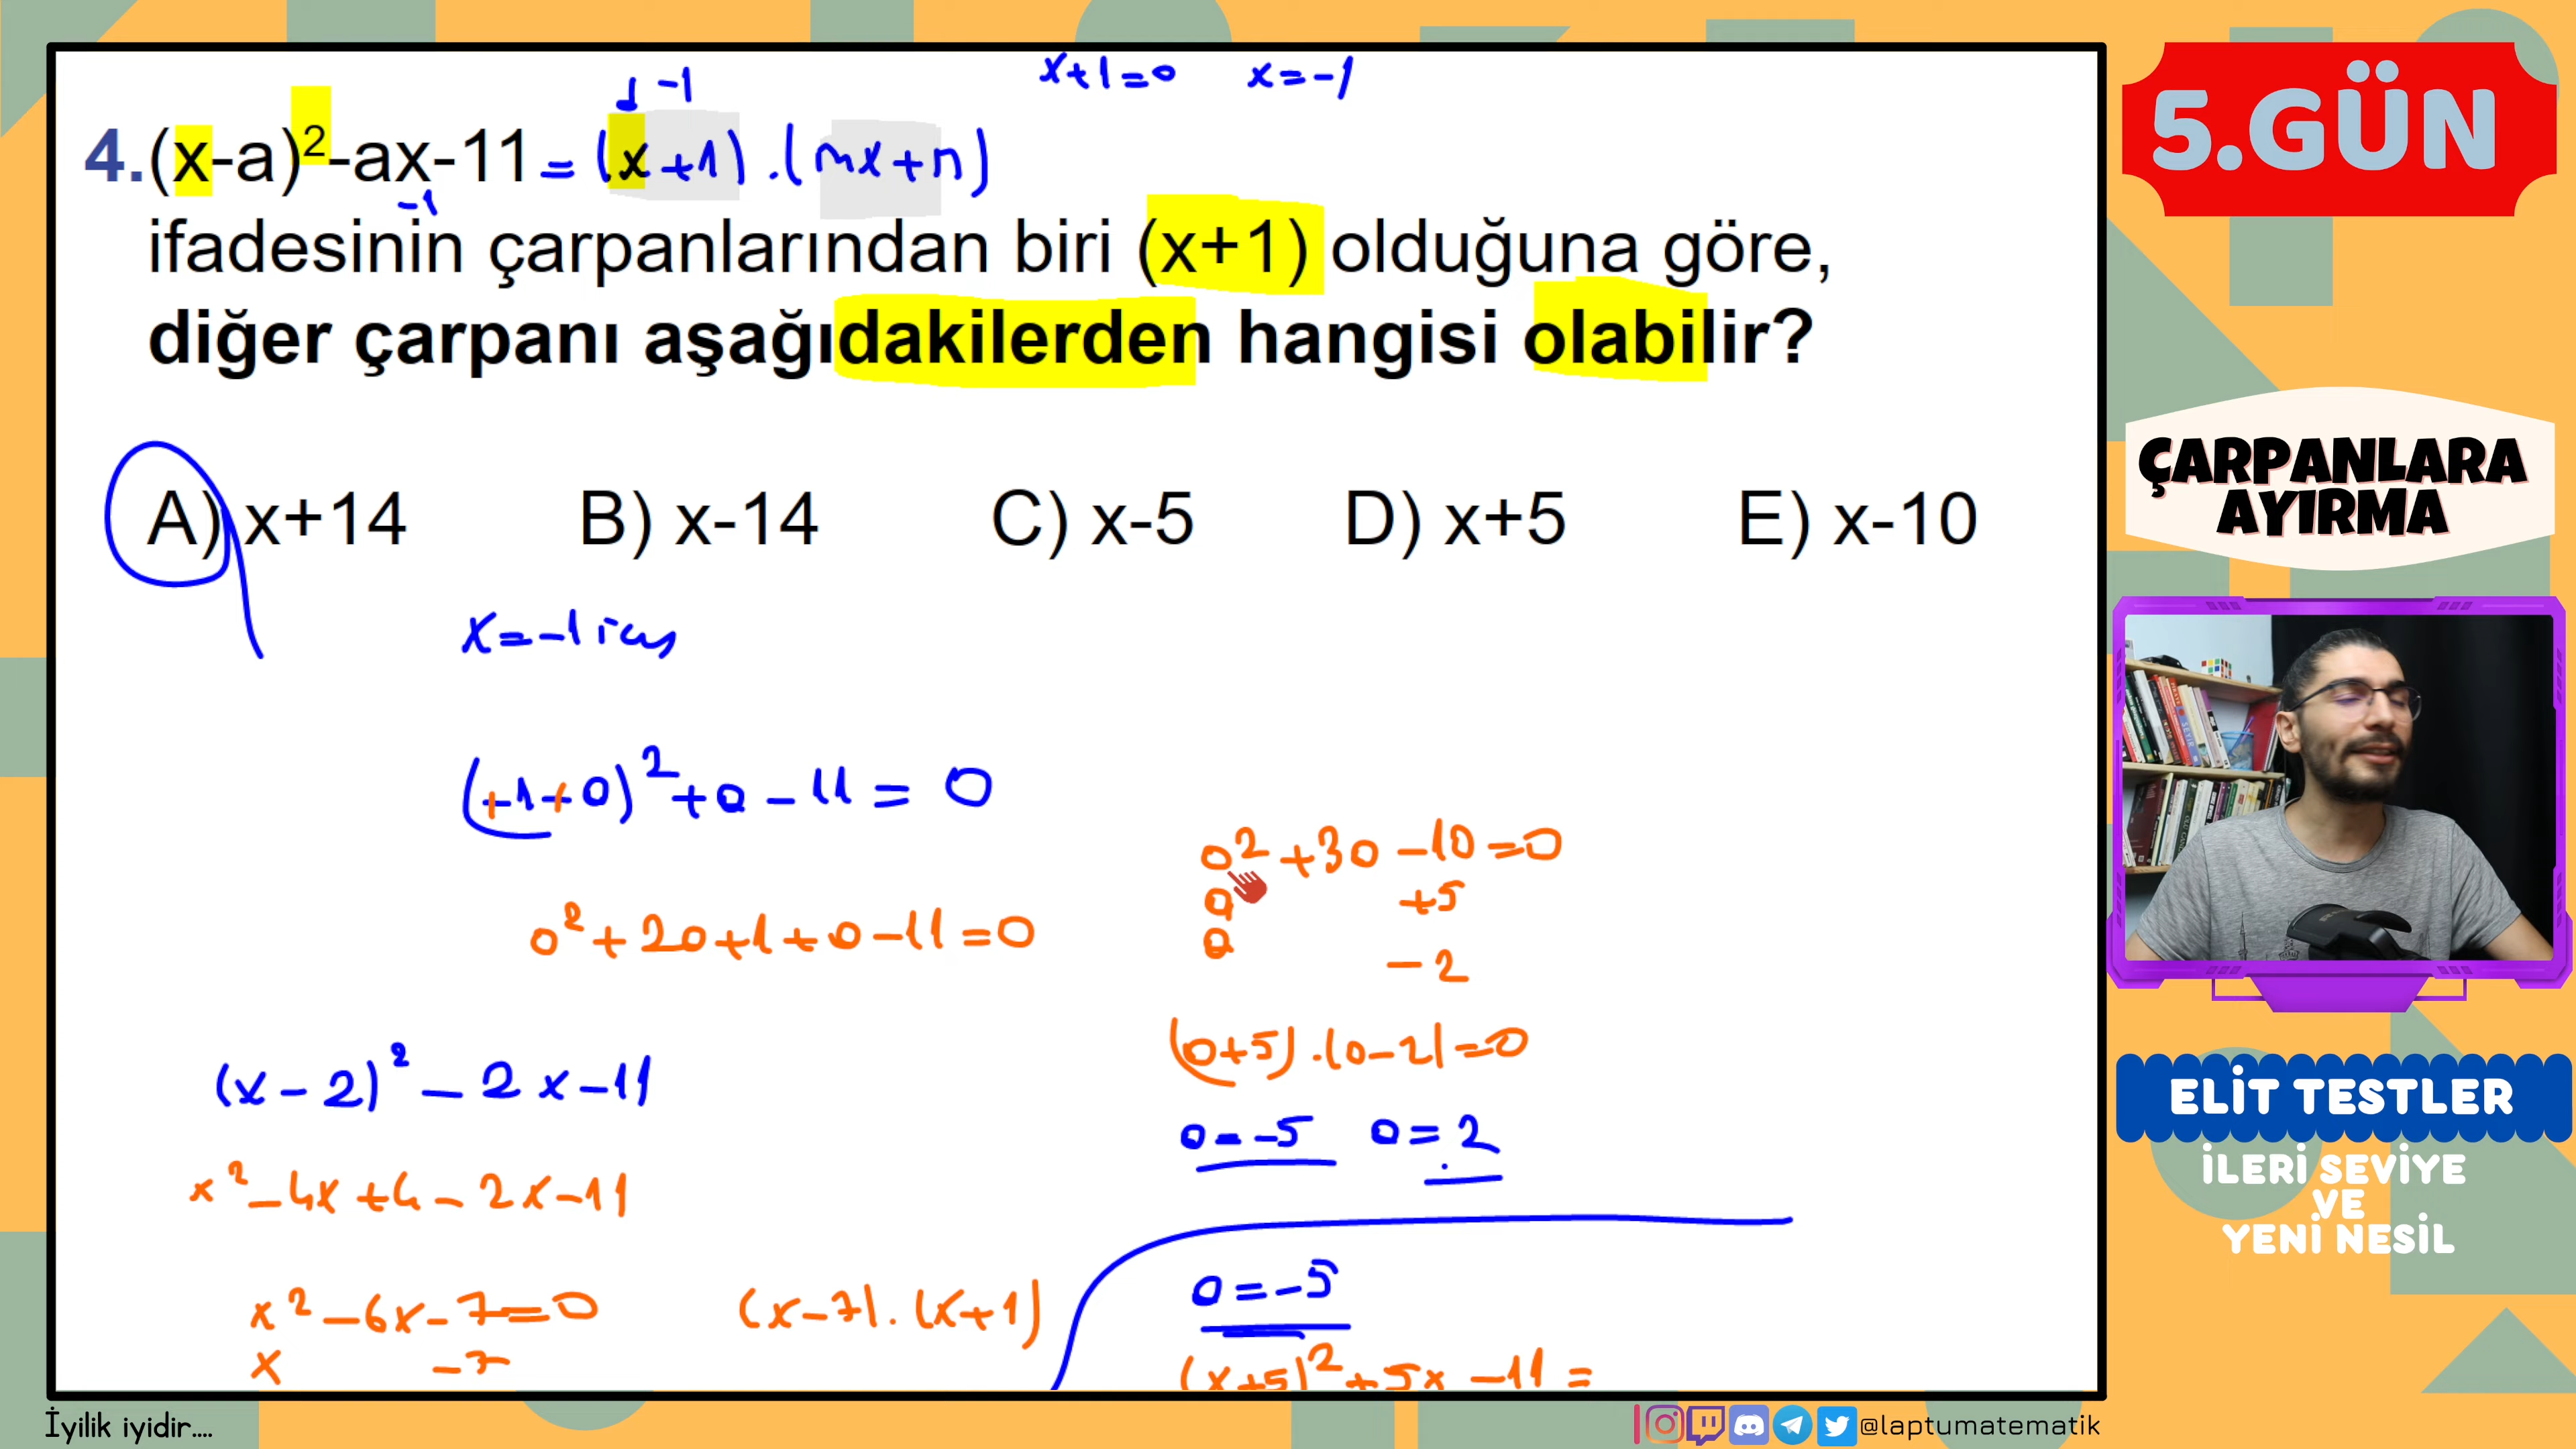 x+1=0 x=-1
↓ -1
4.(x-a)²-ax-11 = (x+1).(mx+n)
-1
ifadesinin çarpanlarından biri (x+1) olduğuna göre,
diğer çarpanı aşağıdakilerden hangisi olabilir?
A) x+14 B) x-14 C) x-5 D) x+5 E) x-10
x=-1 için
(+1+a)²+a-11=0
a²+2a+1+a-11=0
a²+3a-10=0
a +5
a -2
(a+5).(a-2)=0
a=-5 a=2
(x-2)²-2x-11
x²-4x+4-2x-11
x²-6x-7=0 (x-7).(x+1)
x -7
a=-5
(x+5)²+5x-11=
5.GÜN
ÇARPANLARA
AYIRMA
ELİT TESTLER
İLERİ SEVİYE
VE
YENİ NESİL
İyilik iyidir....
@laptumatematik